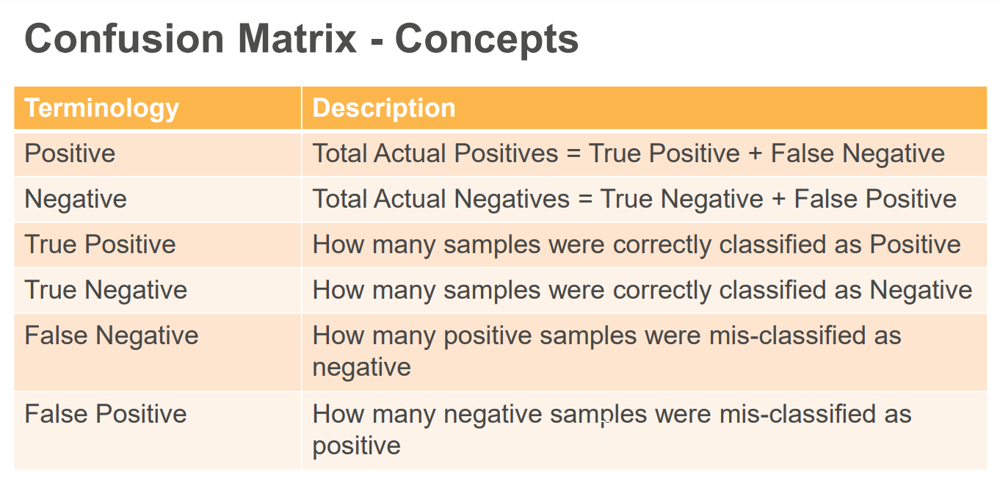 Confusion Matrix - Concepts
Terminology Description
Positive Total Actual Positives = True Positive + False Negative
Negative Total Actual Negatives = True Negative + False Positive
True Positive How many samples were correctly classified as Positive
True Negative How many samples were correctly classified as Negative
False Negative How many positive samples were mis-classified as
negative
False Positive How many negative samples were mis-classified as
positive